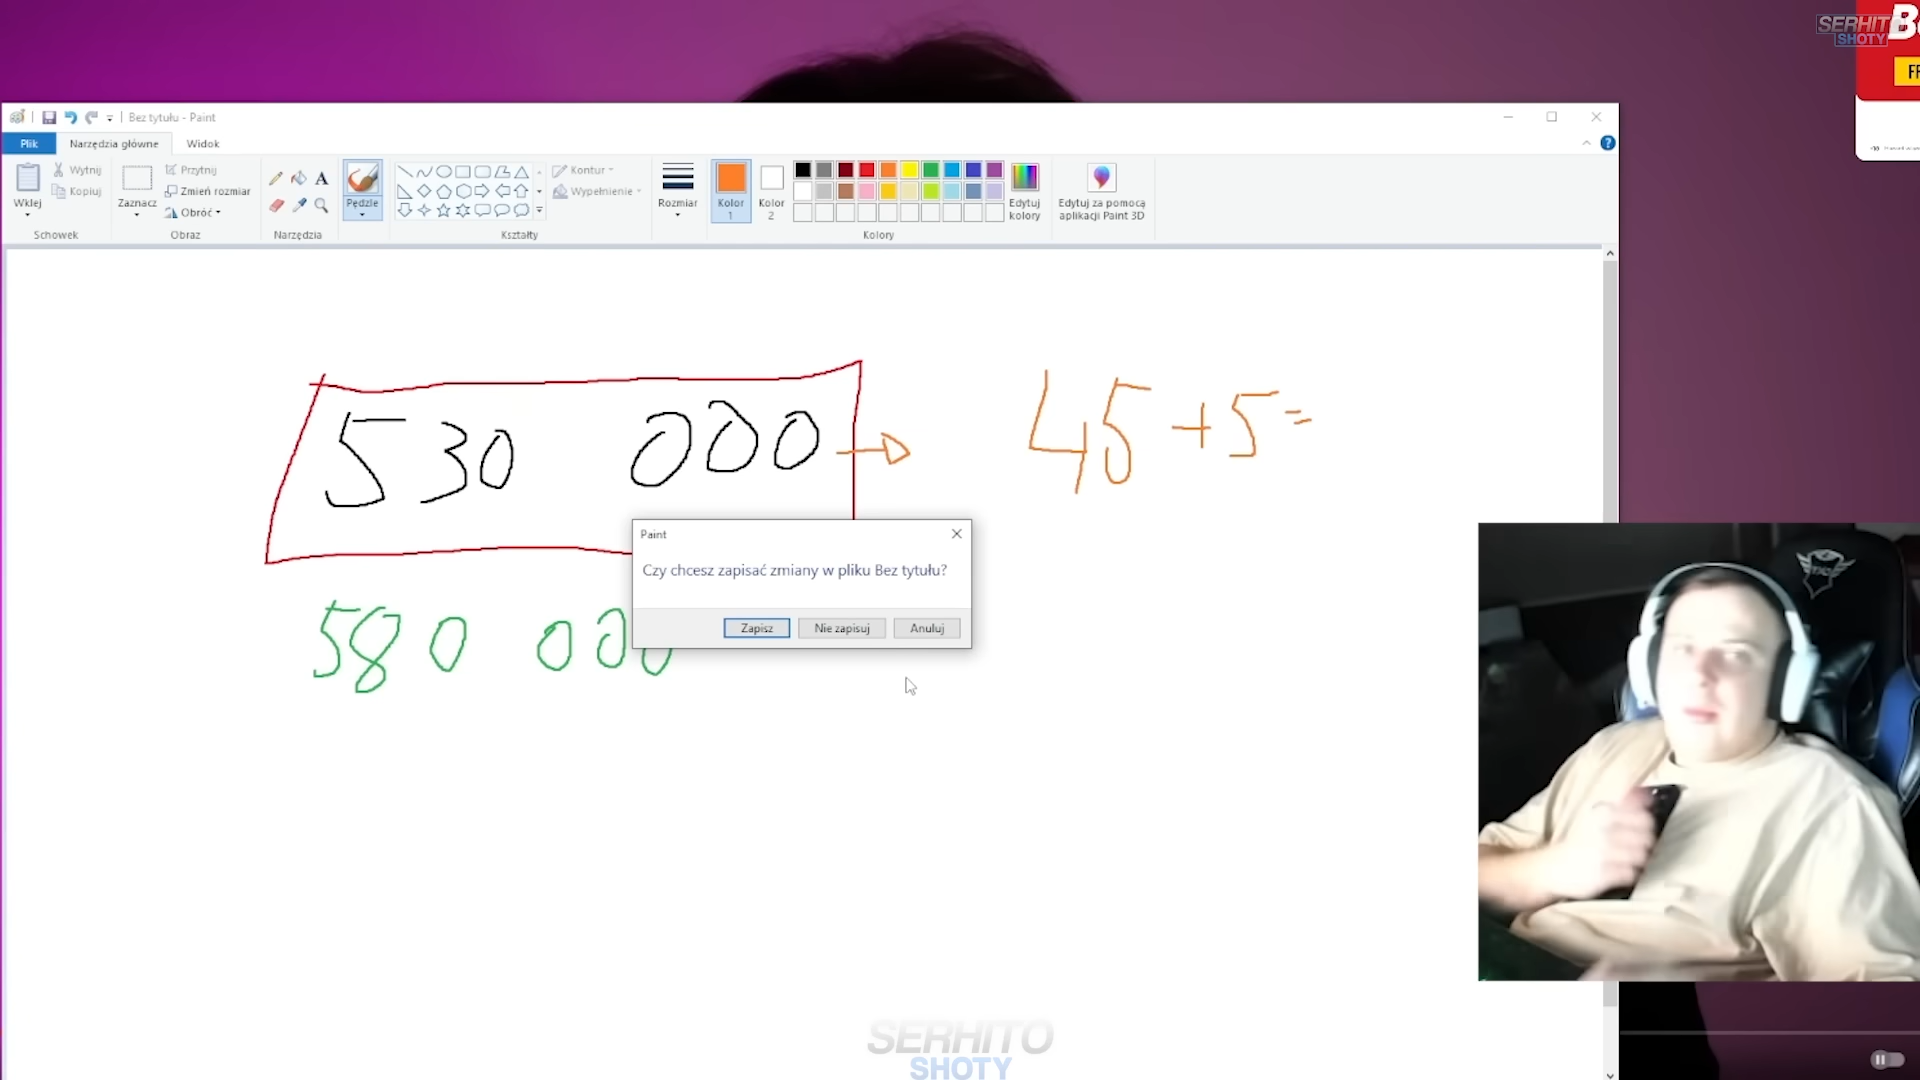 SERHITO
SHOTY
Bez tytułu - Paint
Plik
Narzędzia główne
Widok
Wklej
Wytnij
Kopiuj
Schowek
Zaznacz
Przytnij
Zmień rozmiar
Obróć
Obraz
A
Narzędzia
Pędzle
Kształty
Kontur
Wypełnienie
Rozmiar
Kolor
1
Kolor
2
Kolory
Edytuj
kolory
Edytuj za pomocą
aplikacji Paint 3D
530 000
45+5=
Paint
Czy chcesz zapisać zmiany w pliku Bez tytułu?
Zapisz
Nie zapisuj
Anuluj
580 000
SERHITO
SHOTY